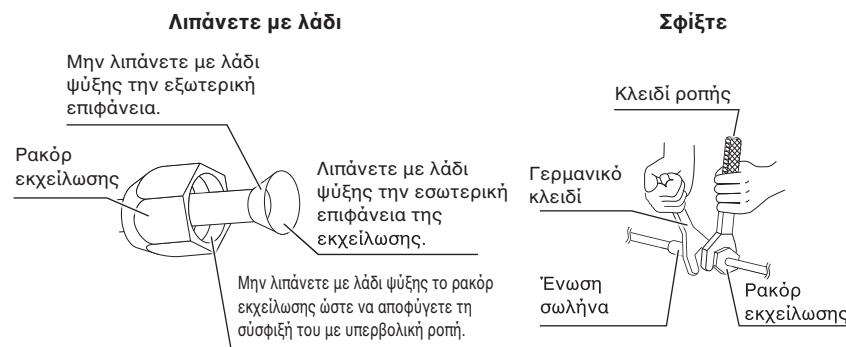 Λιπάνετε με λάδι
Μην λιπάνετε με λάδι
ψύξης την εξωτερική
επιφάνεια.
Ρακόρ
εκχείλωσης
Λιπάνετε με λάδι
ψύξης την εσωτερική
επιφάνεια της
εκχείλωσης.
Μην λιπάνετε με λάδι ψύξης το ρακόρ
εκχείλωσης ώστε να αποφύγετε τη
σύσφιξή του με υπερβολική ροπή.
Σφίξτε
Κλειδί ροπής
Γερμανικό
κλειδί
Ένωση
σωλήνα
Ρακόρ
εκχείλωσης